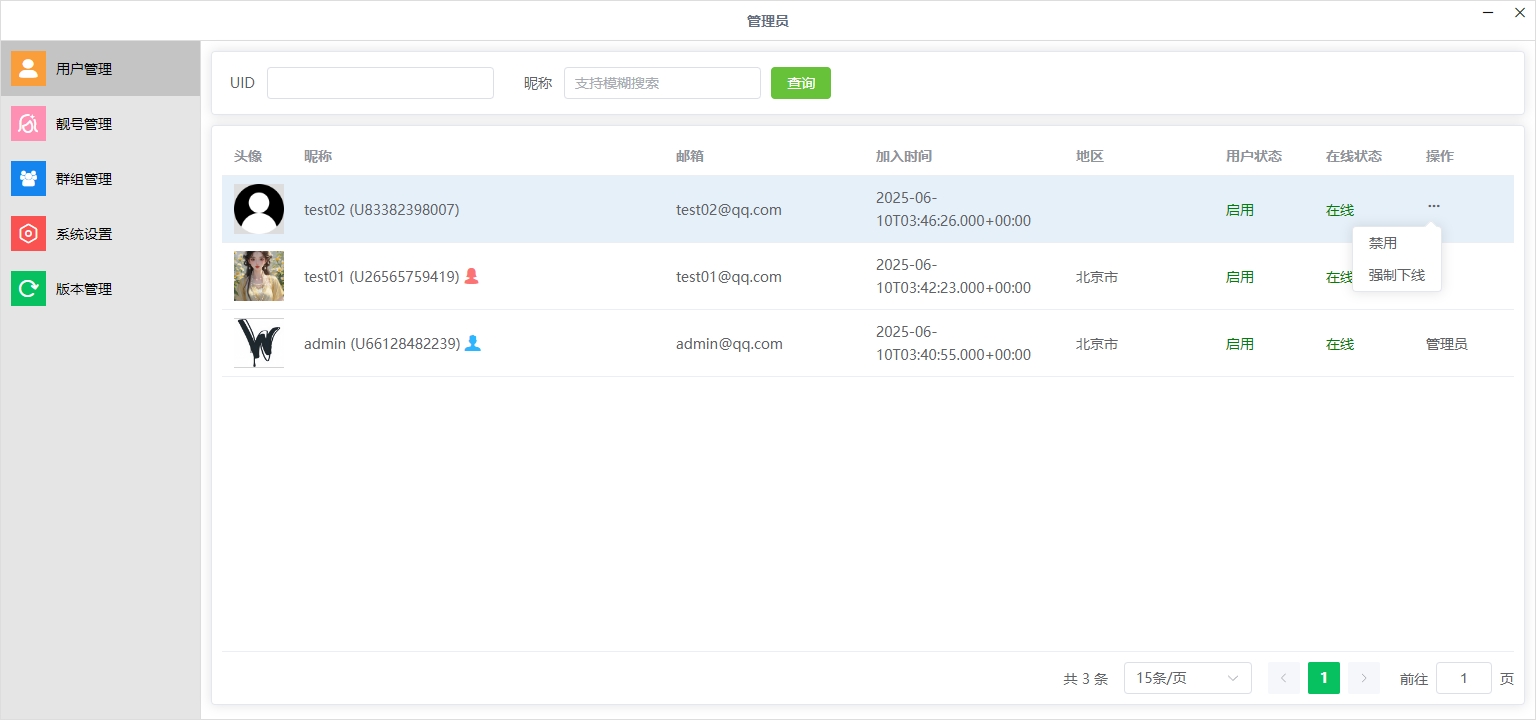 管理员
用户管理
靓号管理
群组管理
系统设置
版本管理
UID
昵称 支持模糊搜索 查询
头像 昵称 邮箱 加入时间 地区 用户状态 在线状态 操作
test02 (U83382398007) test02@qq.com 2025-06-
10T03:46:26.000+00:00 启用 在线 ···
禁用
强制下线
test01 (U26565759419) test01@qq.com 2025-06-
10T03:42:23.000+00:00 北京市 启用 在线
admin (U66128482239) admin@qq.com 2025-06-
10T03:40:55.000+00:00 北京市 启用 在线 管理员
共 3 条 15条/页 1 前往 1 页